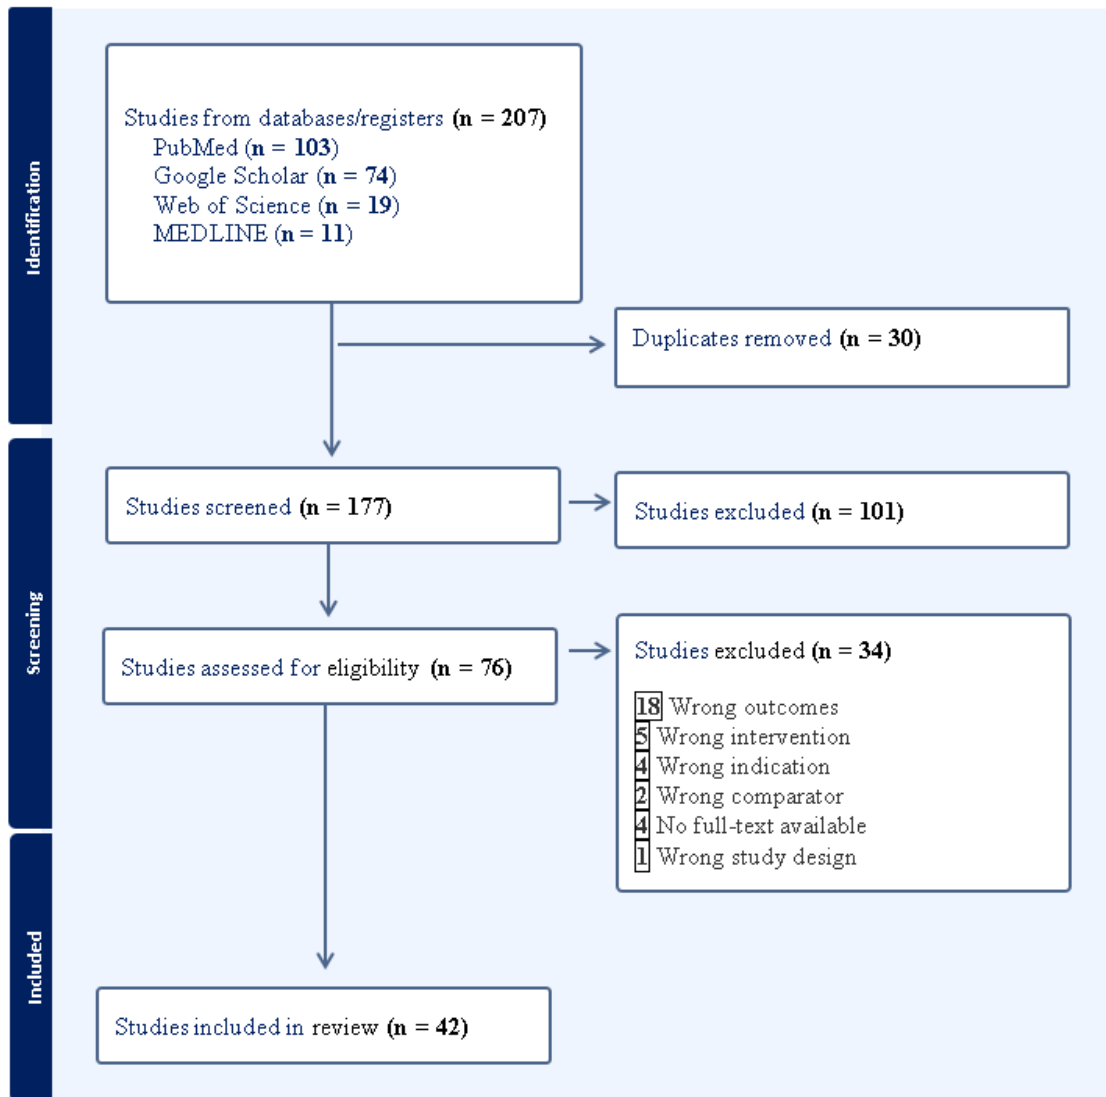 Identification
Studies from databases/registers (n = 207)
PubMed (n = 103)
Google Scholar (n = 74)
Web of Science (n = 19)
MEDLINE (n = 11)
Duplicates removed (n = 30)
Screening
Studies screened (n = 177)
Studies excluded (n = 101)
Studies assessed for eligibility (n = 76)
Studies excluded (n = 34)
18 Wrong outcomes
5 Wrong intervention
4 Wrong indication
2 Wrong comparator
4 No full-text available
1 Wrong study design
Included
Studies included in review (n = 42)